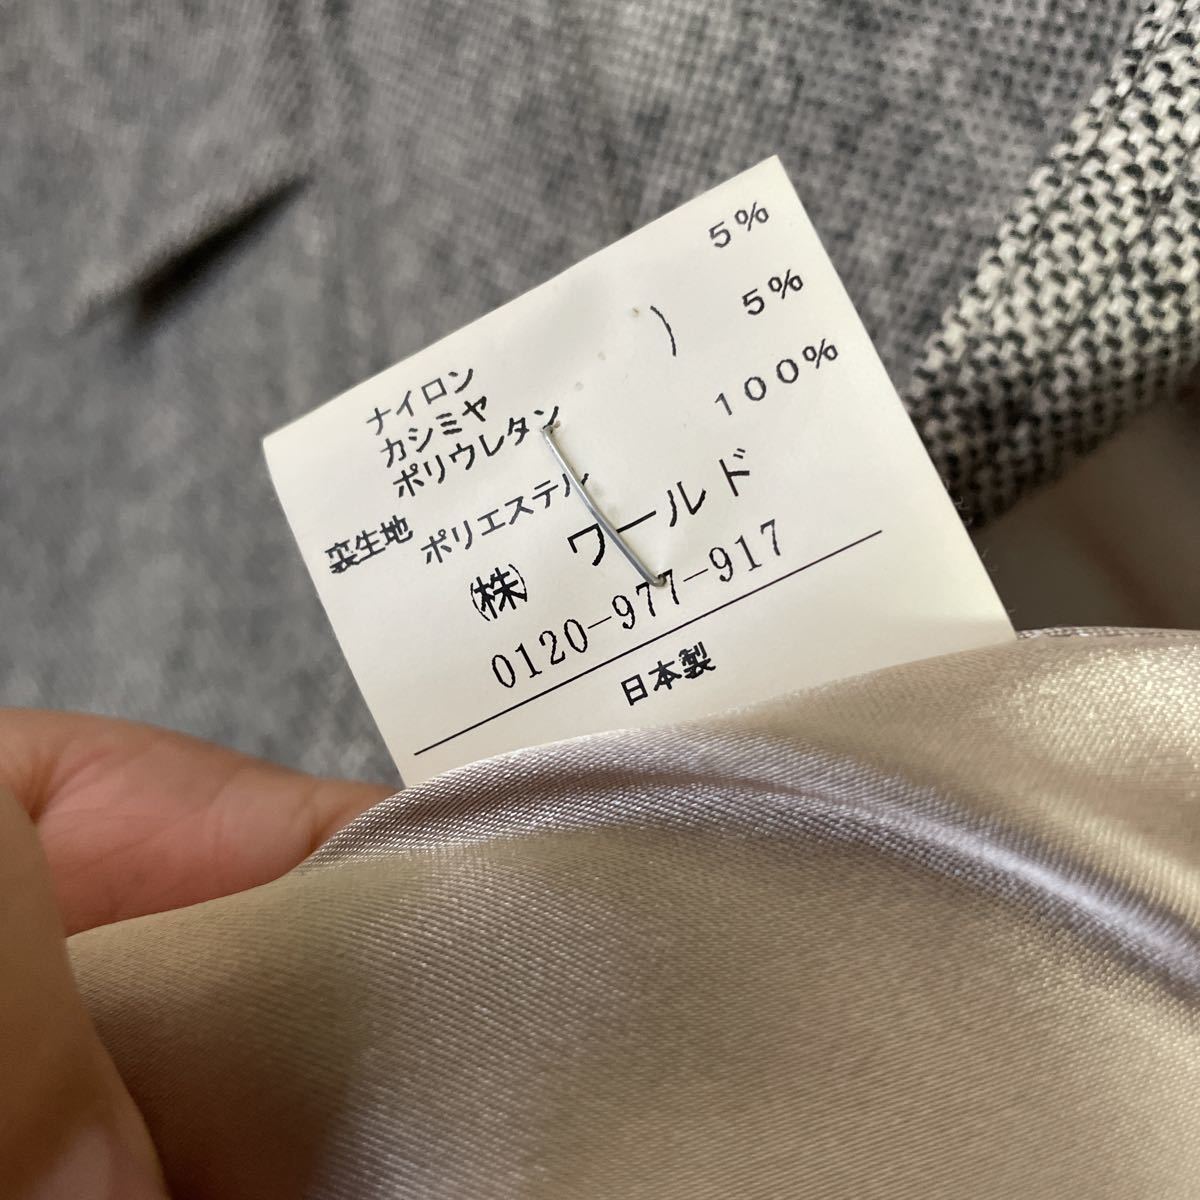 ナイロン 5%
カシミヤ )
ポリウレタン 5%
裏生地 ポリエステル 100%
(株) ワールド
0120-977-917
日本製